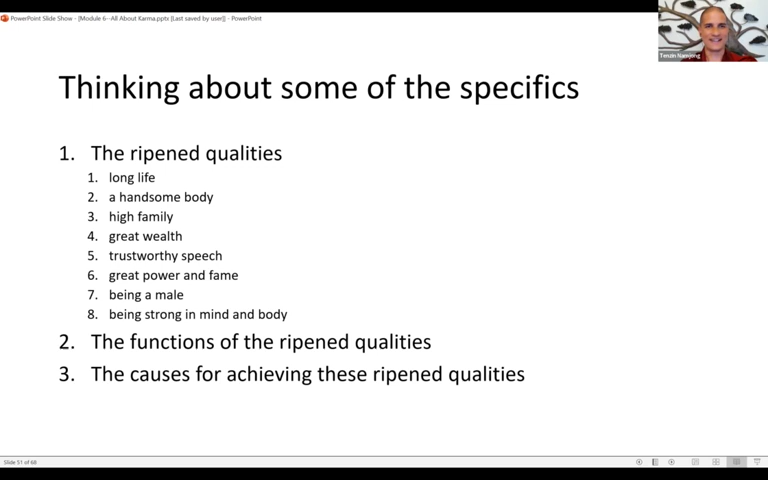 PowerPoint Slide Show - [Module 6--All About Karma.pptx [Last saved by user]] - PowerPoint
Tenzin Namjong
Thinking about some of the specifics
1. The ripened qualities
1. long life
2. a handsome body
3. high family
4. great wealth
5. trustworthy speech
6. great power and fame
7. being a male
8. being strong in mind and body
2. The functions of the ripened qualities
3. The causes for achieving these ripened qualities
Slide 51 of 68